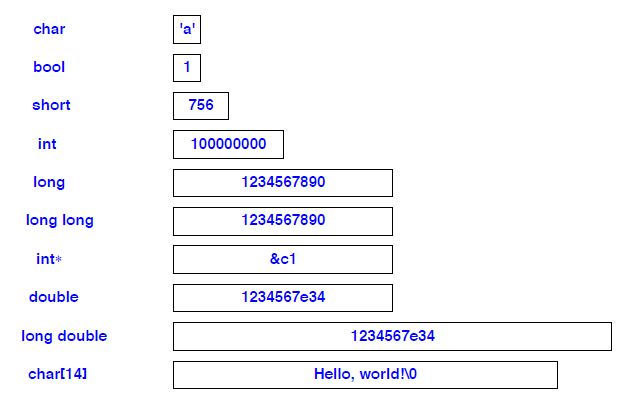 char 'a'
bool 1
short 756
int 100000000
long 1234567890
long long 1234567890
int* &c1
double 1234567e34
long double 1234567e34
char[14] Hello, world!\0